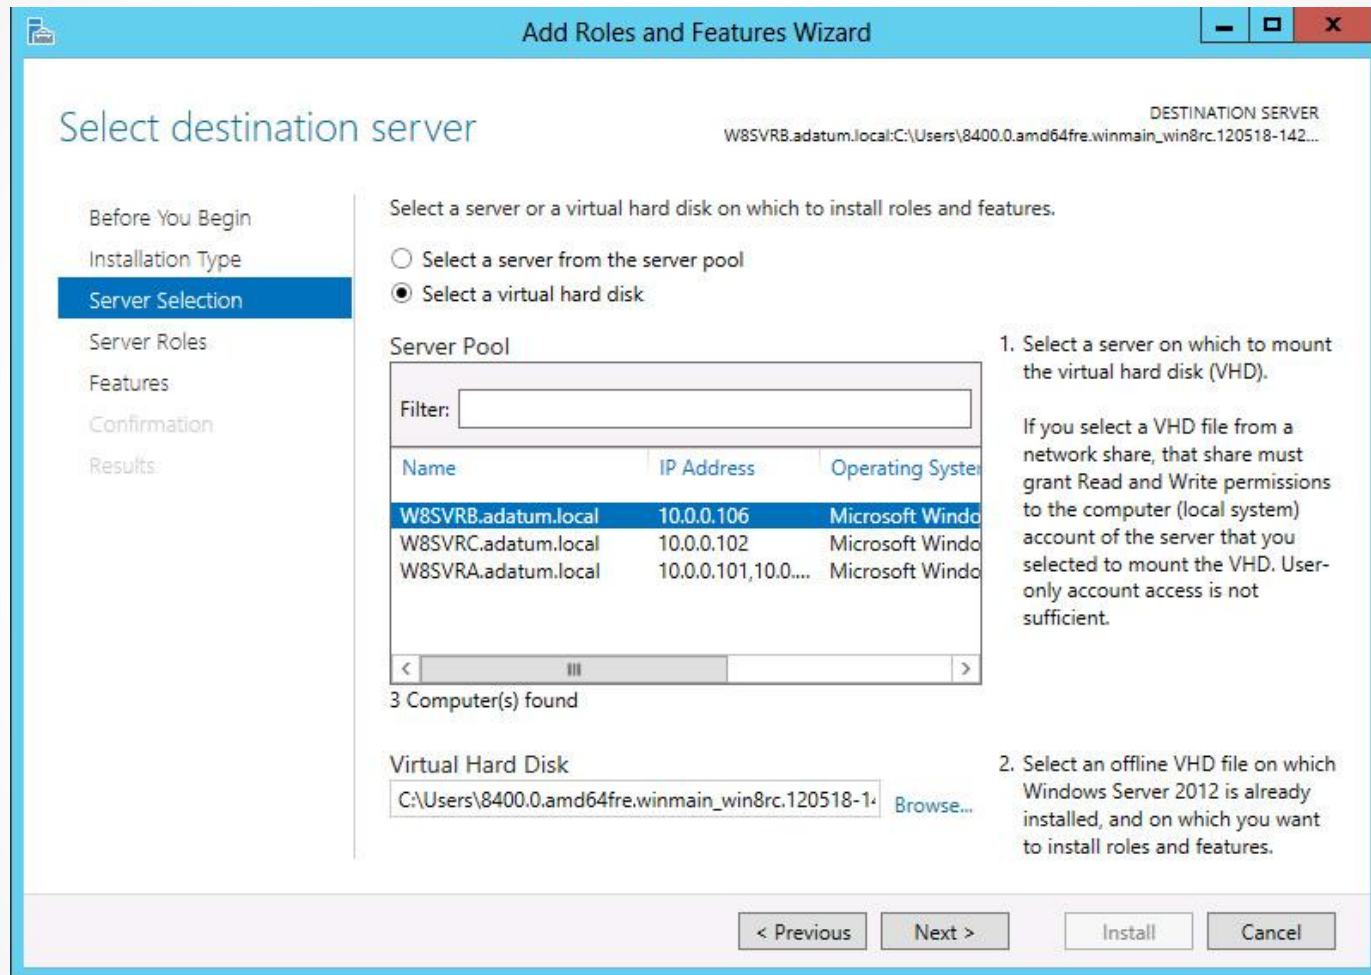 Add Roles and Features Wizard
Select destination server
DESTINATION SERVER
W8SVRB.adatum.local:C:\Users\8400.0.amd64fre.winmain_win8rc.120518-142...
Before You Begin
Installation Type
Server Selection
Server Roles
Features
Confirmation
Results
Select a server or a virtual hard disk on which to install roles and features.
Select a server from the server pool
Select a virtual hard disk
Server Pool
Filter:
Name IP Address Operating Syster
W8SVRB.adatum.local 10.0.0.106 Microsoft Windo
W8SVRC.adatum.local 10.0.0.102 Microsoft Windo
W8SVRA.adatum.local 10.0.0.101,10.0.... Microsoft Windo
3 Computer(s) found
1. Select a server on which to mount
the virtual hard disk (VHD).
If you select a VHD file from a
network share, that share must
grant Read and Write permissions
to the computer (local system)
account of the server that you
selected to mount the VHD. User-
only account access is not
sufficient.
Virtual Hard Disk
C:\Users\8400.0.amd64fre.winmain_win8rc.120518-14 Browse...
2. Select an offline VHD file on which
Windows Server 2012 is already
installed, and on which you want
to install roles and features.
< Previous Next > Install Cancel